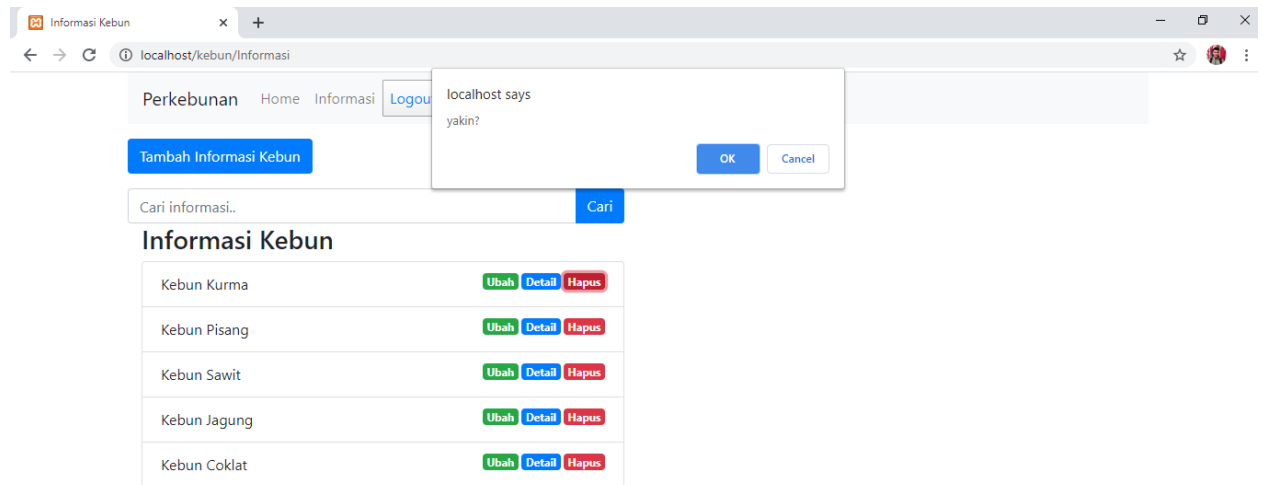 Informasi Kebun
localhost/kebun/Informasi
Perkebunan Home Informasi Logou
localhost says
yakin?
OK Cancel
Tambah Informasi Kebun
Cari informasi.. Cari
Informasi Kebun
Kebun Kurma Ubah Detail Hapus
Kebun Pisang Ubah Detail Hapus
Kebun Sawit Ubah Detail Hapus
Kebun Jagung Ubah Detail Hapus
Kebun Coklat Ubah Detail Hapus